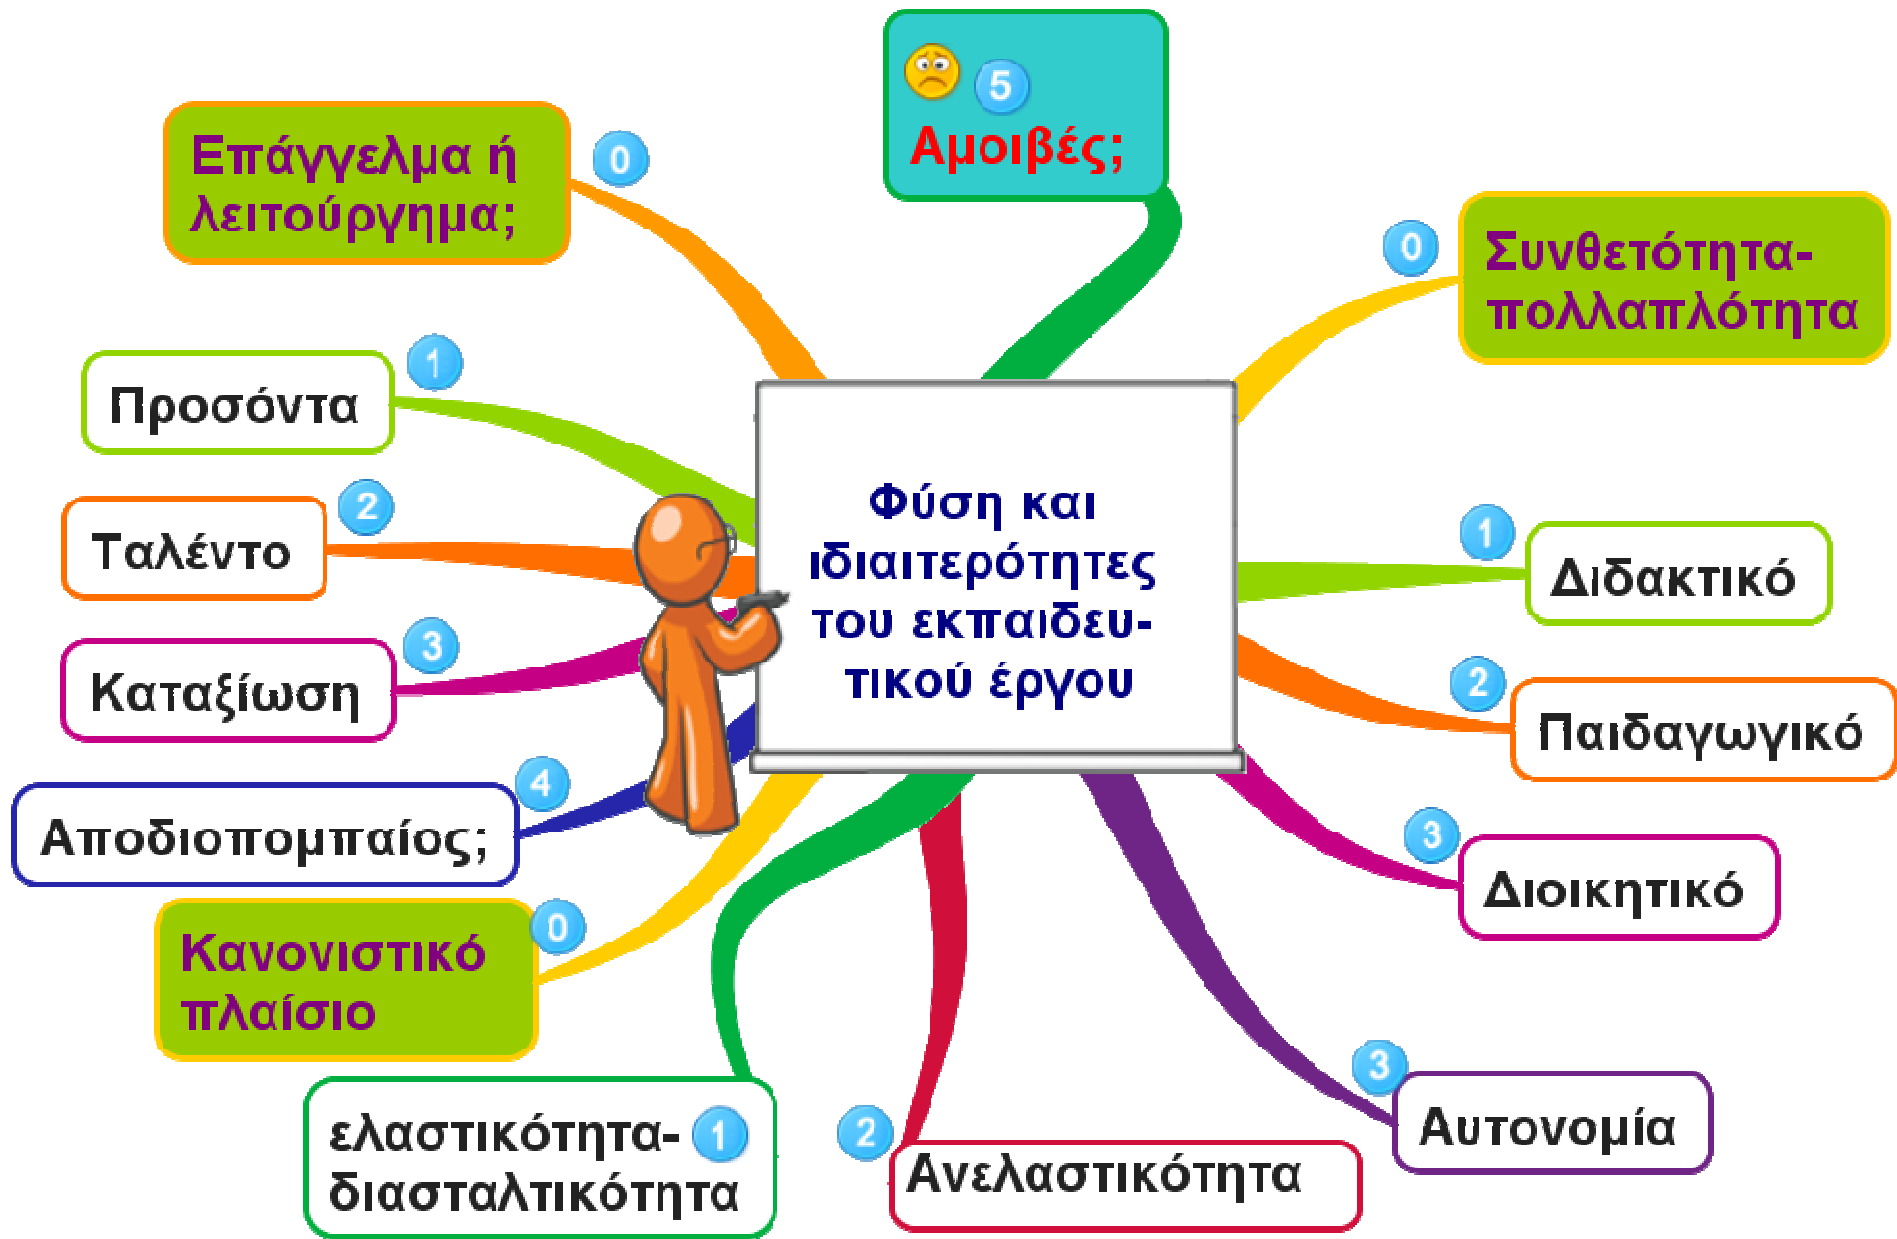 5
Αμοιβές;
Επάγγελμα ή
λειτούργημα;
0
0
Συνθετότητα-
πολλαπλότητα
1
Προσόντα
2
Ταλέντο
3
Καταξίωση
4
Αποδιοπομπαίος;
Φύση και
ιδιαιτερότητες
του εκπαιδευ-
τικού έργου
1
Διδακτικό
2
Παιδαγωγικό
3
Διοικητικό
0
Κανονιστικό
πλαίσιο
ελαστικότητα- 1
διασταλτικότητα
2
Ανελαστικότητα
3
Αυτονομία